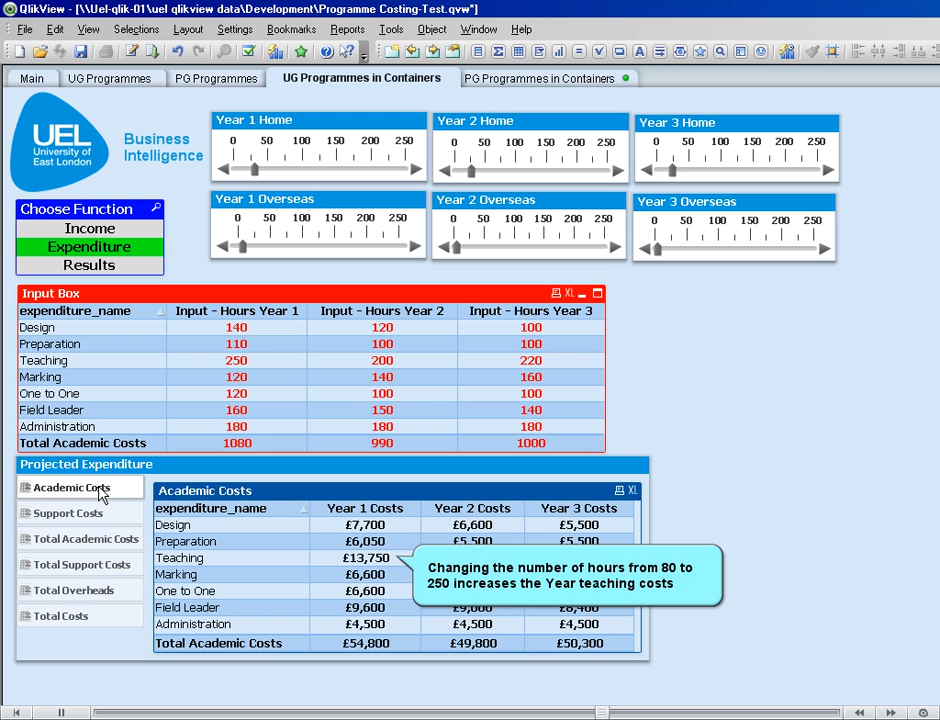 QlikView - [\\Uel-qlik-01\uel qlikview data\Development\Programme Costing-Test.qvw*]
File Edit View Selections Layout Settings Bookmarks Reports Tools Object Window Help
Main UG Programmes PG Programmes UG Programmes in Containers PG Programmes in Containers
UEL
University of
East London
Business
Intelligence
Year 1 Home
0 50 100 150 200 250
Year 2 Home
0 50 100 150 200 250
Year 3 Home
0 50 100 150 200 250
Year 1 Overseas
0 50 100 150 200 250
Year 2 Overseas
0 50 100 150 200 250
Year 3 Overseas
0 50 100 150 200 250
Choose Function
Income
Expenditure
Results
Input Box XL
expenditure_name Input - Hours Year 1 Input - Hours Year 2 Input - Hours Year 3
Design 140 120 100
Preparation 110 100 100
Teaching 250 200 220
Marking 120 140 160
One to One 120 100 100
Field Leader 160 150 140
Administration 180 180 180
Total Academic Costs 1080 990 1000
Projected Expenditure
Academic Costs
Support Costs
Total Academic Costs
Total Support Costs
Total Overheads
Total Costs
Academic Costs XL
expenditure_name Year 1 Costs Year 2 Costs Year 3 Costs
Design £7,700 £6,600 £5,500
Preparation £6,050 £5,500 £5,500
Teaching £13,750
Marking £6,600
One to One £6,600
Field Leader £9,600 £9,000 £8,400
Administration £4,500 £4,500 £4,500
Total Academic Costs £54,800 £49,800 £50,300
Changing the number of hours from 80 to
250 increases the Year teaching costs